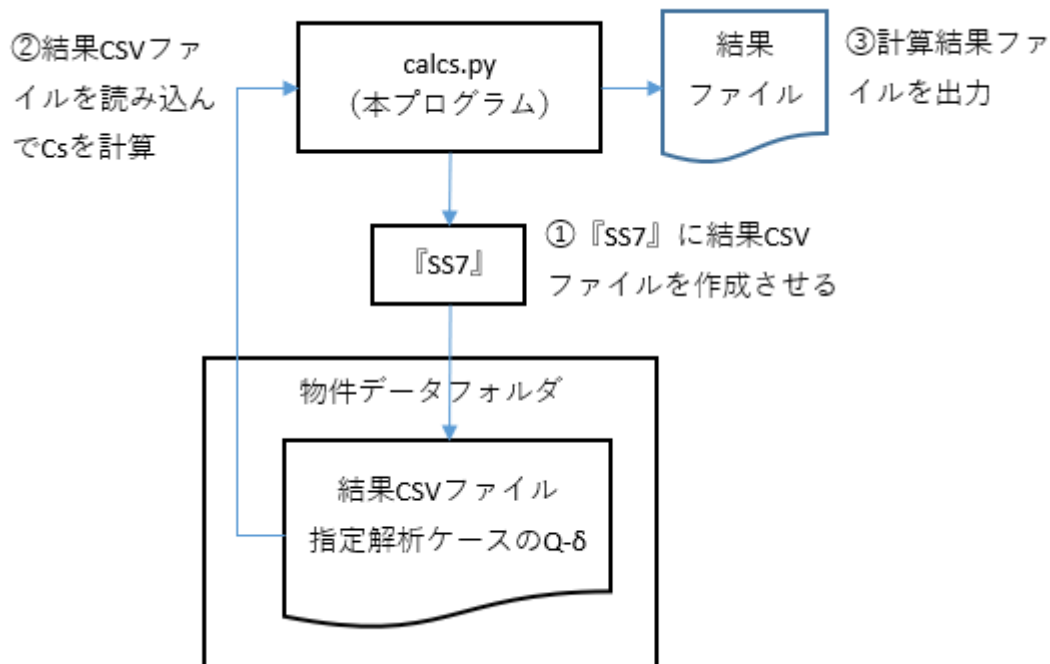 ②結果CSVファ
イルを読み込ん
でCsを計算
calcs.py
（本プログラム）
結果
ファイル
③計算結果ファ
イルを出力
『SS7』
①『SS7』に結果CSV
ファイルを作成させる
物件データフォルダ
結果CSVファイル
指定解析ケースのQ-δ